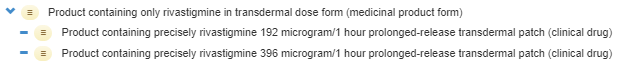 Product containing only rivastigmine in transdermal dose form (medicinal product form)
Product containing precisely rivastigmine 192 microgram/1 hour prolonged-release transdermal patch (clinical drug)
Product containing precisely rivastigmine 396 microgram/1 hour prolonged-release transdermal patch (clinical drug)